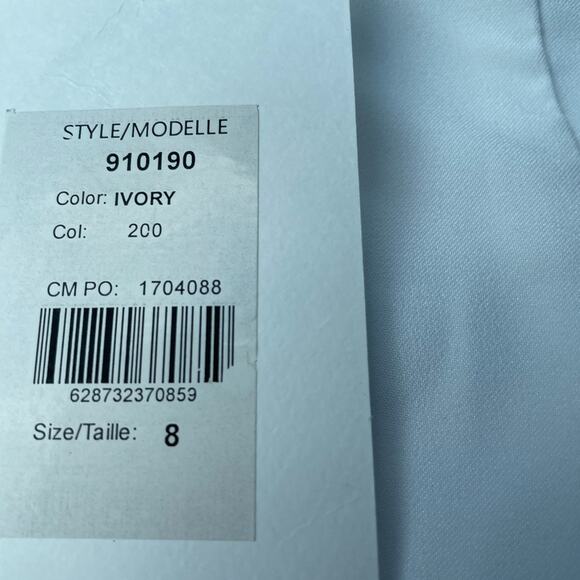 STYLE/MODELLE
910190
Color: IVORY
Col: 200
CM PO: 1704088
628732370859
Size/Taille: 8